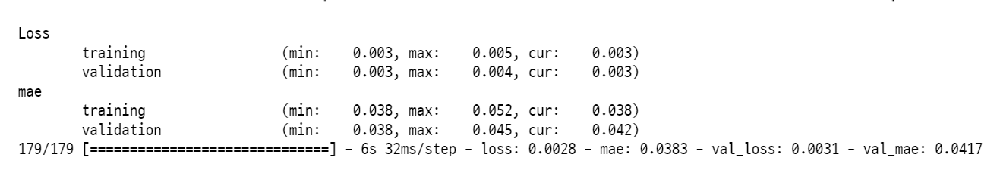 Loss
training (min: 0.003, max: 0.005, cur: 0.003)
validation (min: 0.003, max: 0.004, cur: 0.003)
mae
training (min: 0.038, max: 0.052, cur: 0.038)
validation (min: 0.038, max: 0.045, cur: 0.042)
179/179 [==============================] - 6s 32ms/step - loss: 0.0028 - mae: 0.0383 - val_loss: 0.0031 - val_mae: 0.0417